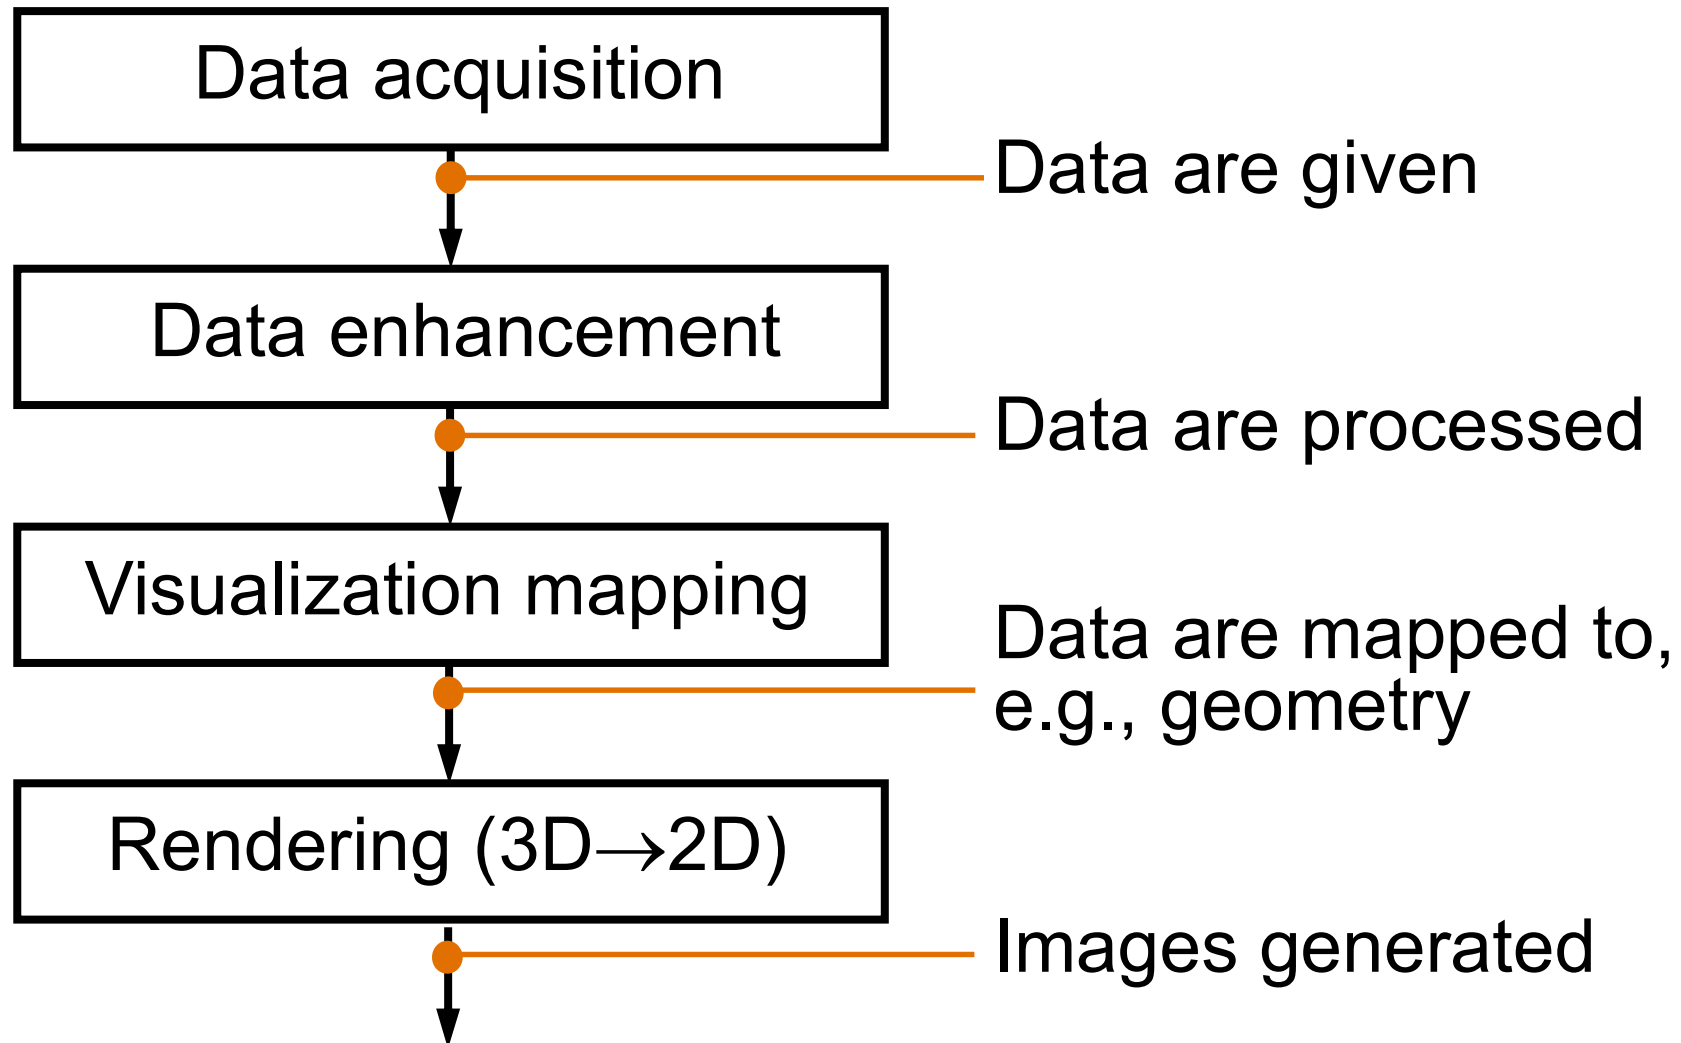 Data acquisition
Data are given
Data enhancement
Data are processed
Visualization mapping
Data are mapped to,
e.g., geometry
Rendering (3D→2D)
Images generated